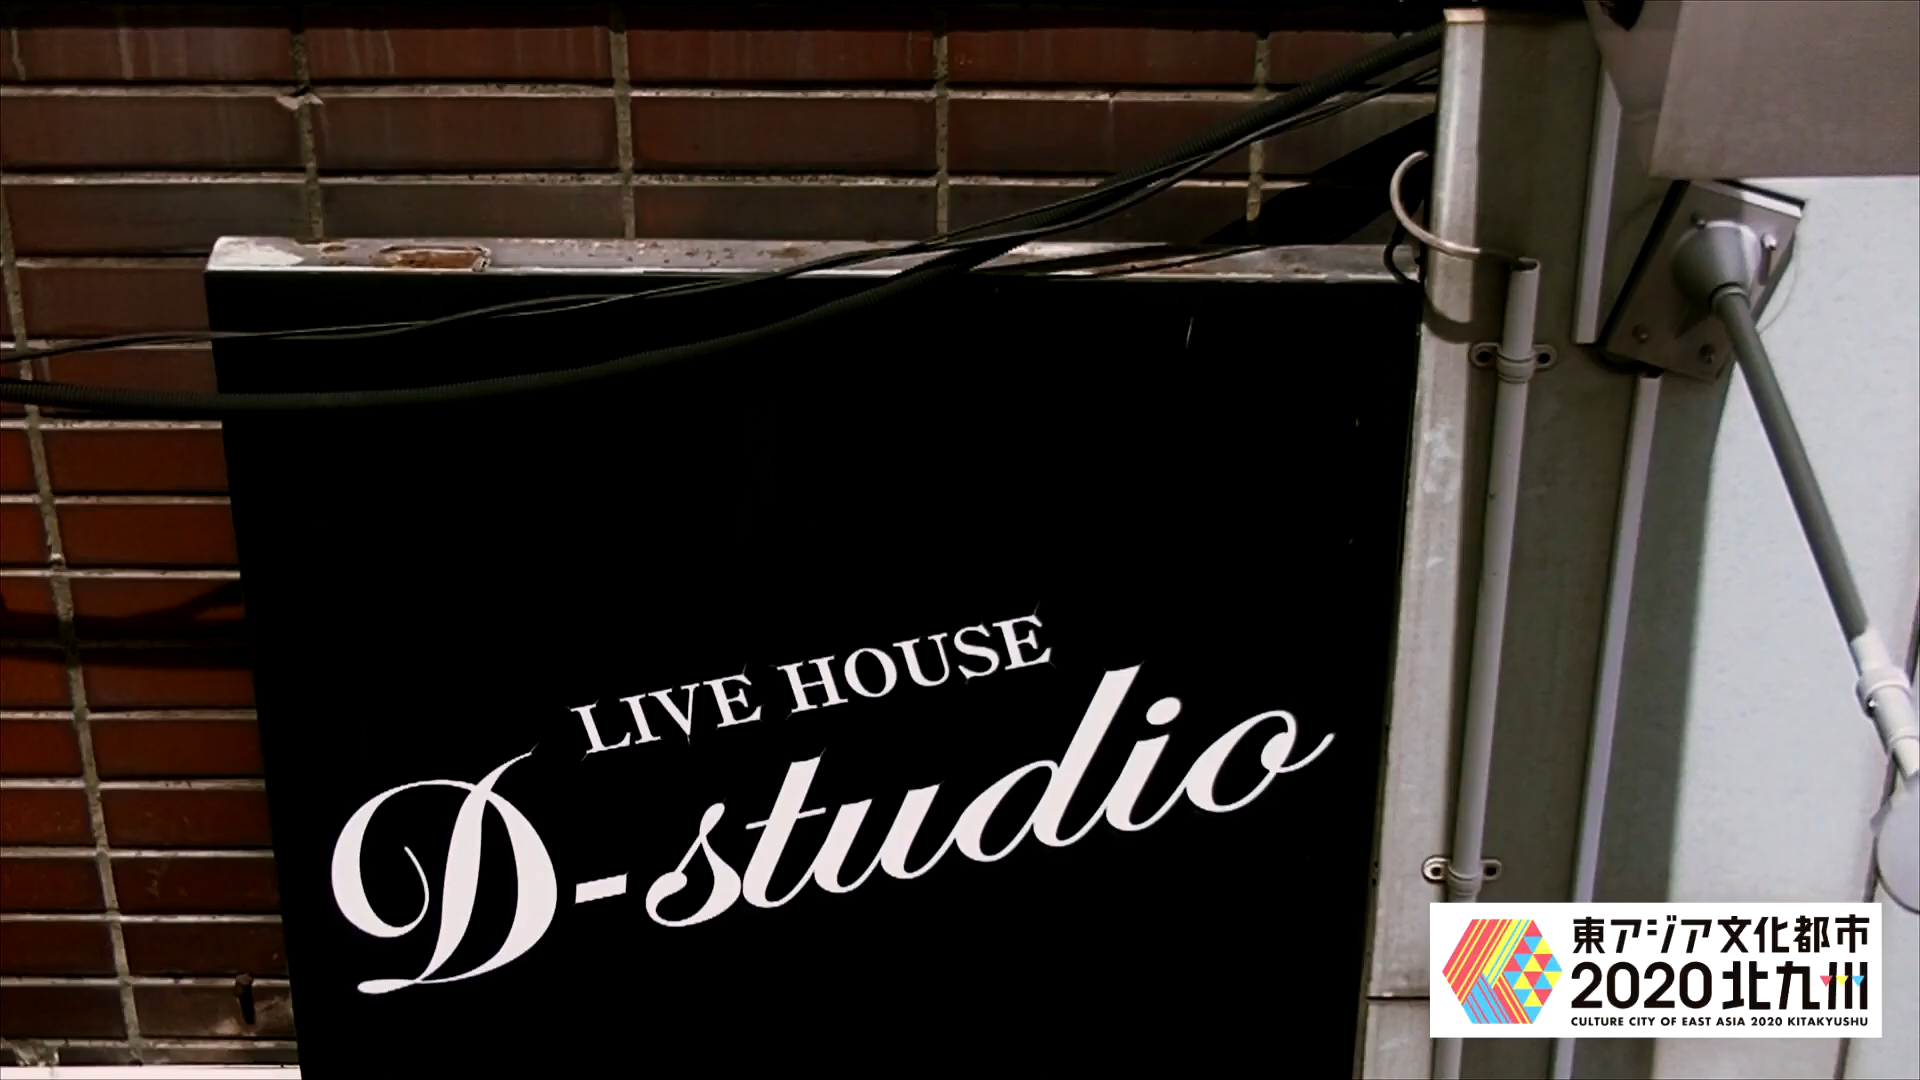 LIVE HOUSE
D-studio
東アジア文化都市
2020北九州
CULTURE CITY OF EAST ASIA 2020 KITAKYUSHU